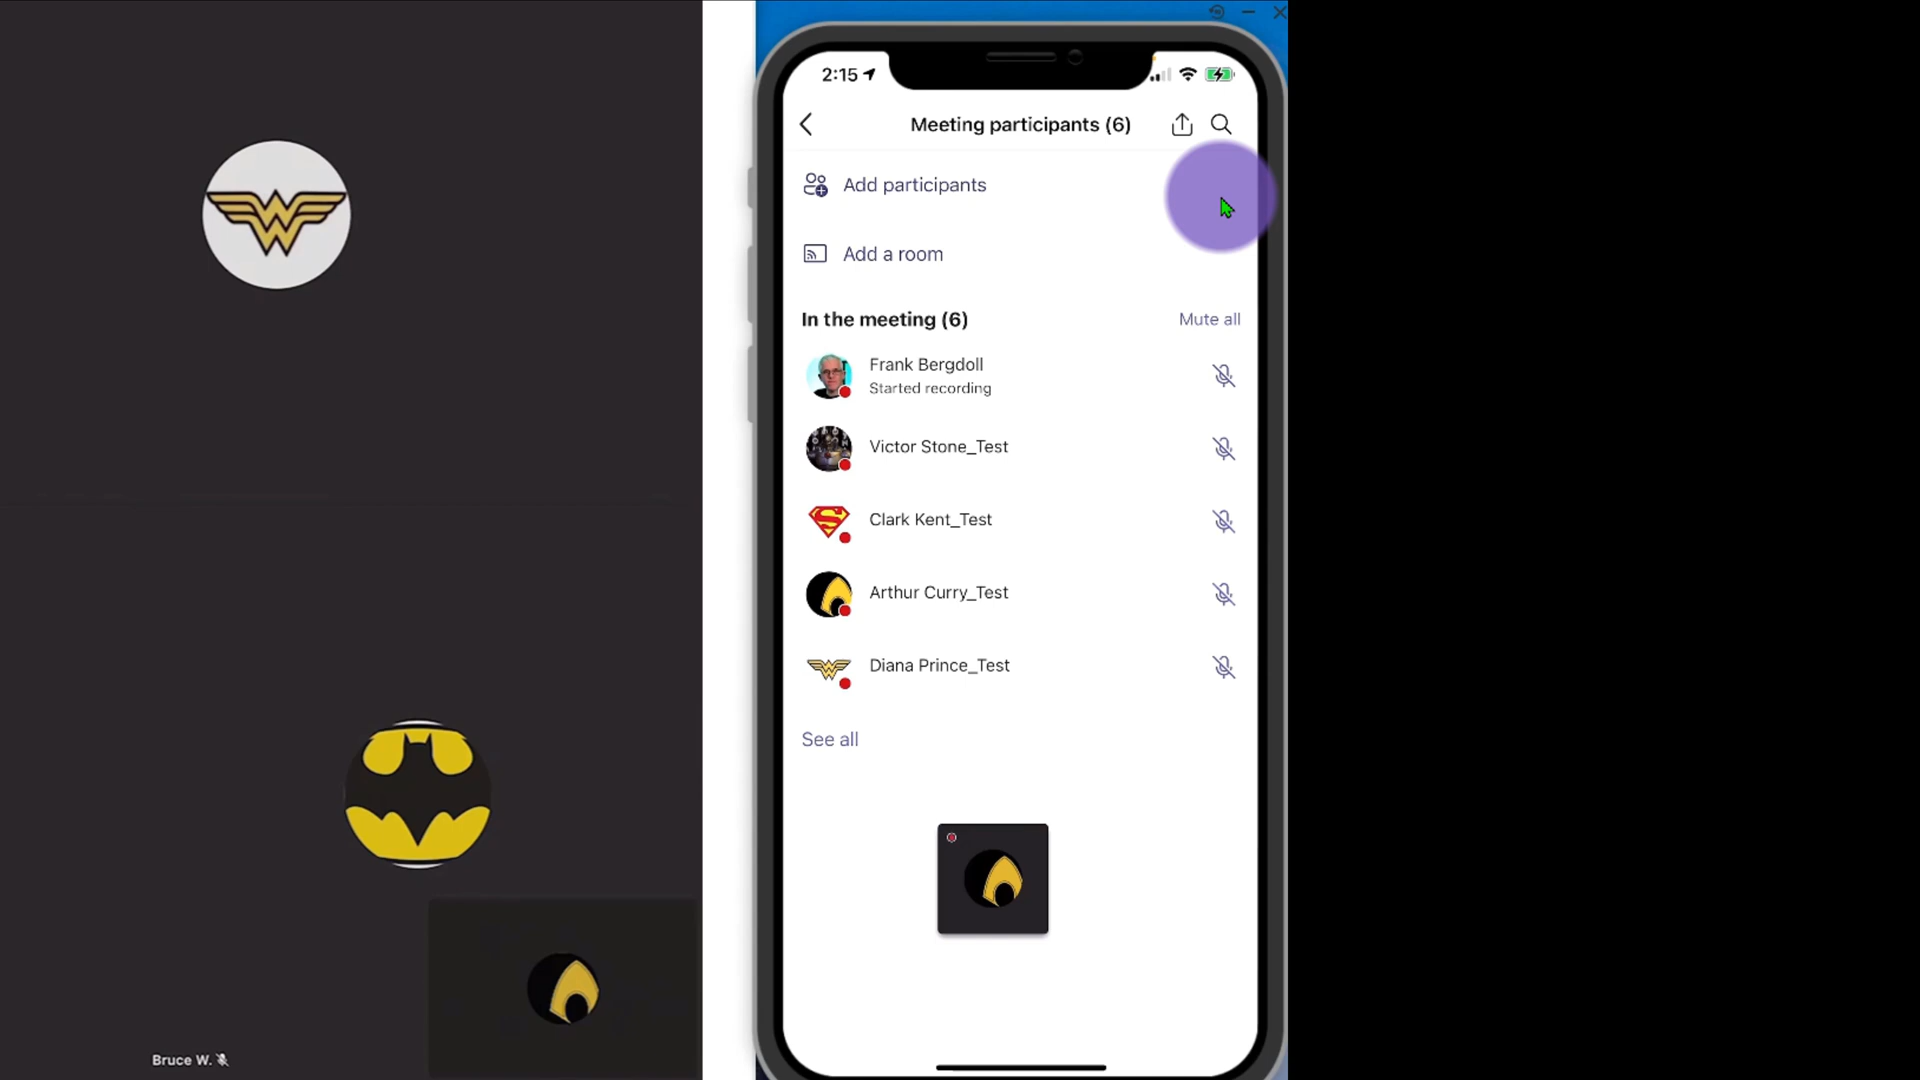 Bruce W.
2:15
Meeting participants (6)
Add participants
Add a room
In the meeting (6)
Mute all
Frank Bergdoll
Started recording
Victor Stone_Test
Clark Kent_Test
Arthur Curry_Test
Diana Prince_Test
See all